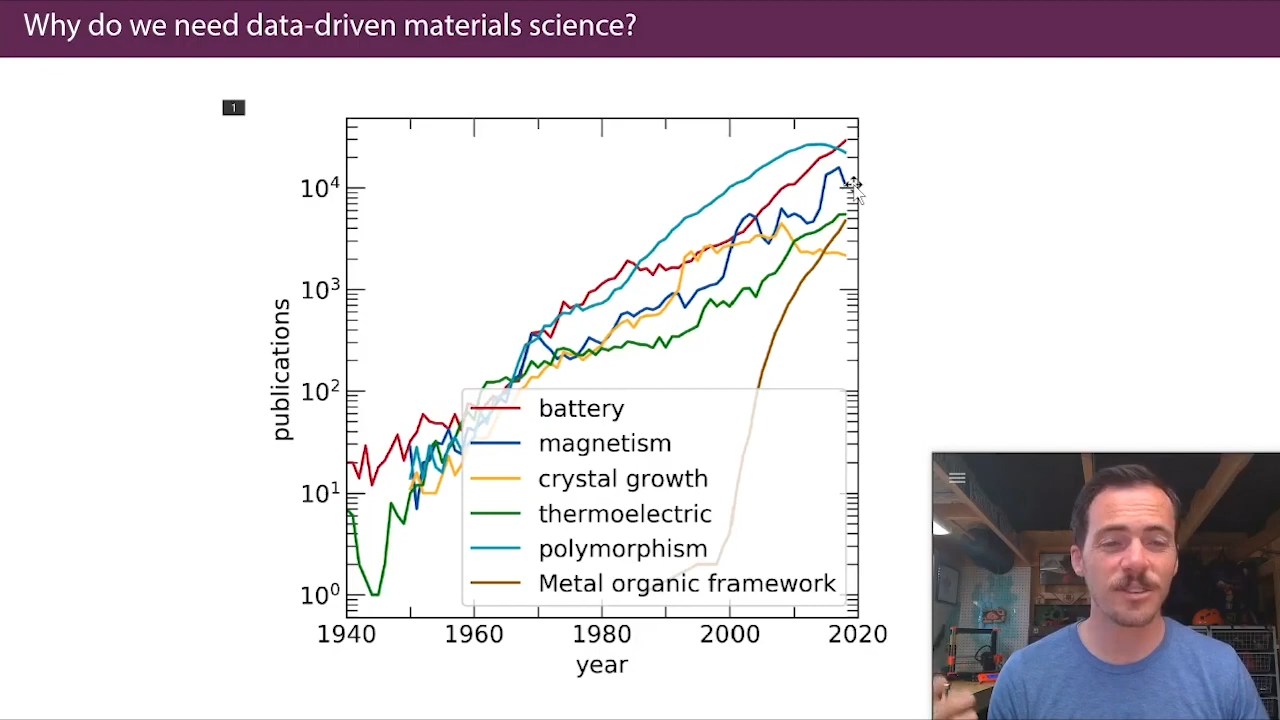 Why do we need data-driven materials science?
1
publications
10⁴
10³
10²
10¹
10⁰
battery
magnetism
crystal growth
thermoelectric
polymorphism
Metal organic framework
1940 1960 1980 2000 2020
year